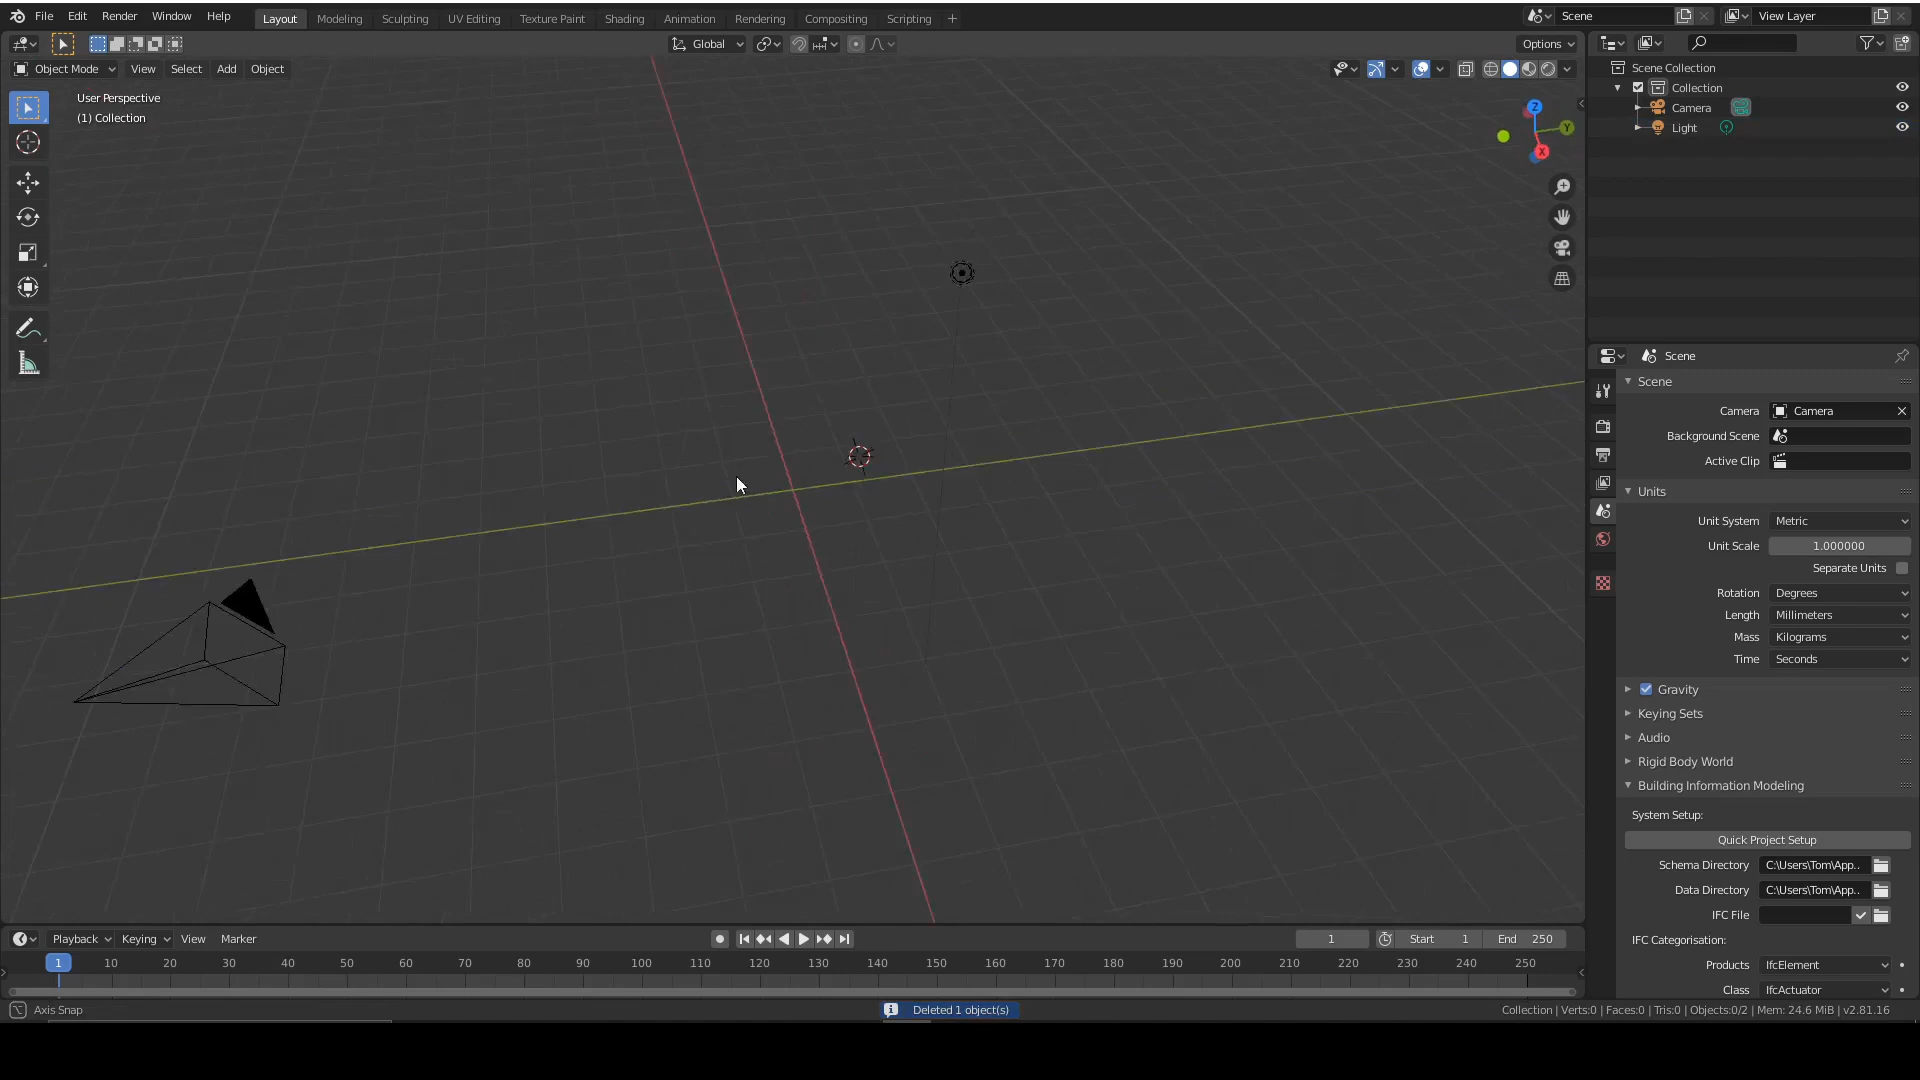 File Edit Render Window Help Layout Modeling Sculpting UV Editing Texture Paint Shading Animation Rendering Compositing Scripting + Scene View Layer
Global Options
Object Mode View Select Add Object
User Perspective
(1) Collection
Z
Y
X
Scene Collection
Collection
Camera
Light
Scene
Scene
Camera Camera
Background Scene
Active Clip
Units
Unit System Metric
Unit Scale 1.000000
Separate Units
Rotation Degrees
Length Millimeters
Mass Kilograms
Time Seconds
Gravity
Keying Sets
Audio
Rigid Body World
Building Information Modeling
System Setup:
Quick Project Setup
Schema Directory C:\Users\Tom\App..
Data Directory C:\Users\Tom\App..
IFC File
IFC Categorisation:
Products IfcElement
Class IfcActuator
Playback Keying View Marker 1 Start 1 End 250
1 10 20 30 40 50 60 70 80 90 100 110 120 130 140 150 160 170 180 190 200 210 220 230 240 250
Axis Snap Deleted 1 object(s) Collection | Verts:0 | Faces:0 | Tris:0 | Objects:0/2 | Mem: 24.6 MiB | v2.81.16